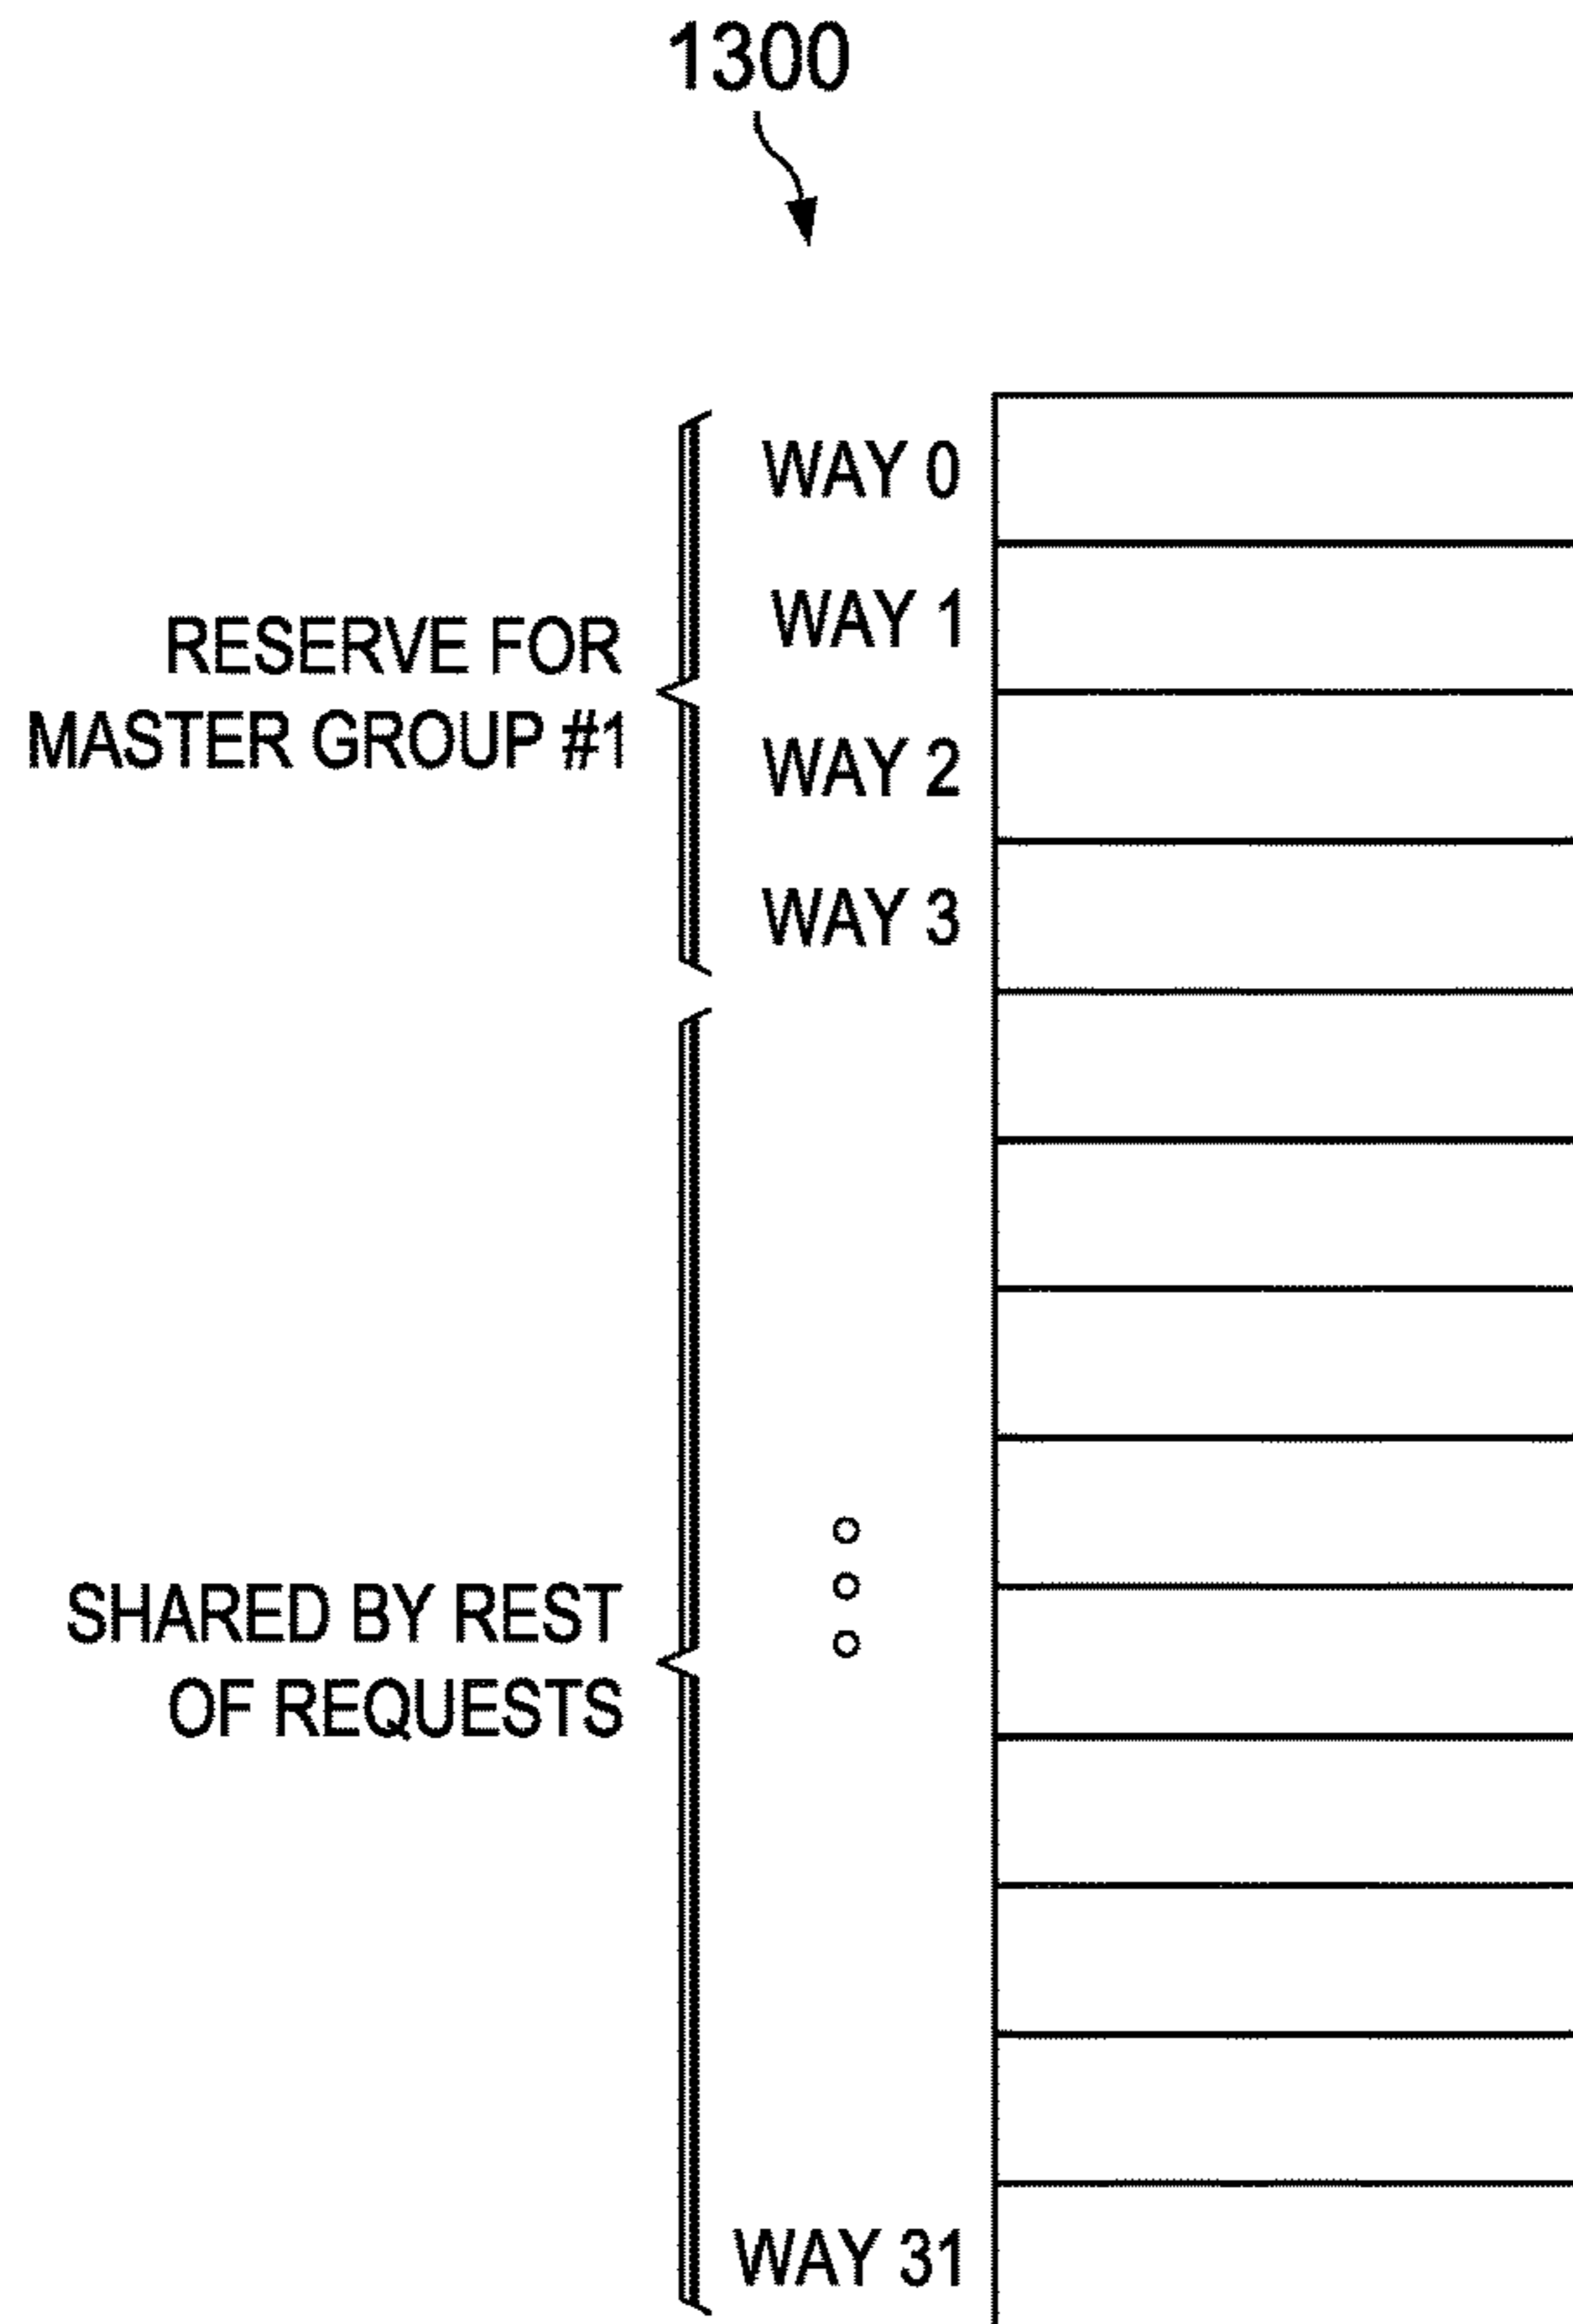 1300
WAY 0
WAY 1
RESERVE FOR
MASTER GROUP #1
WAY 2
WAY 3
SHARED BY REST
OF REQUESTS
WAY 31